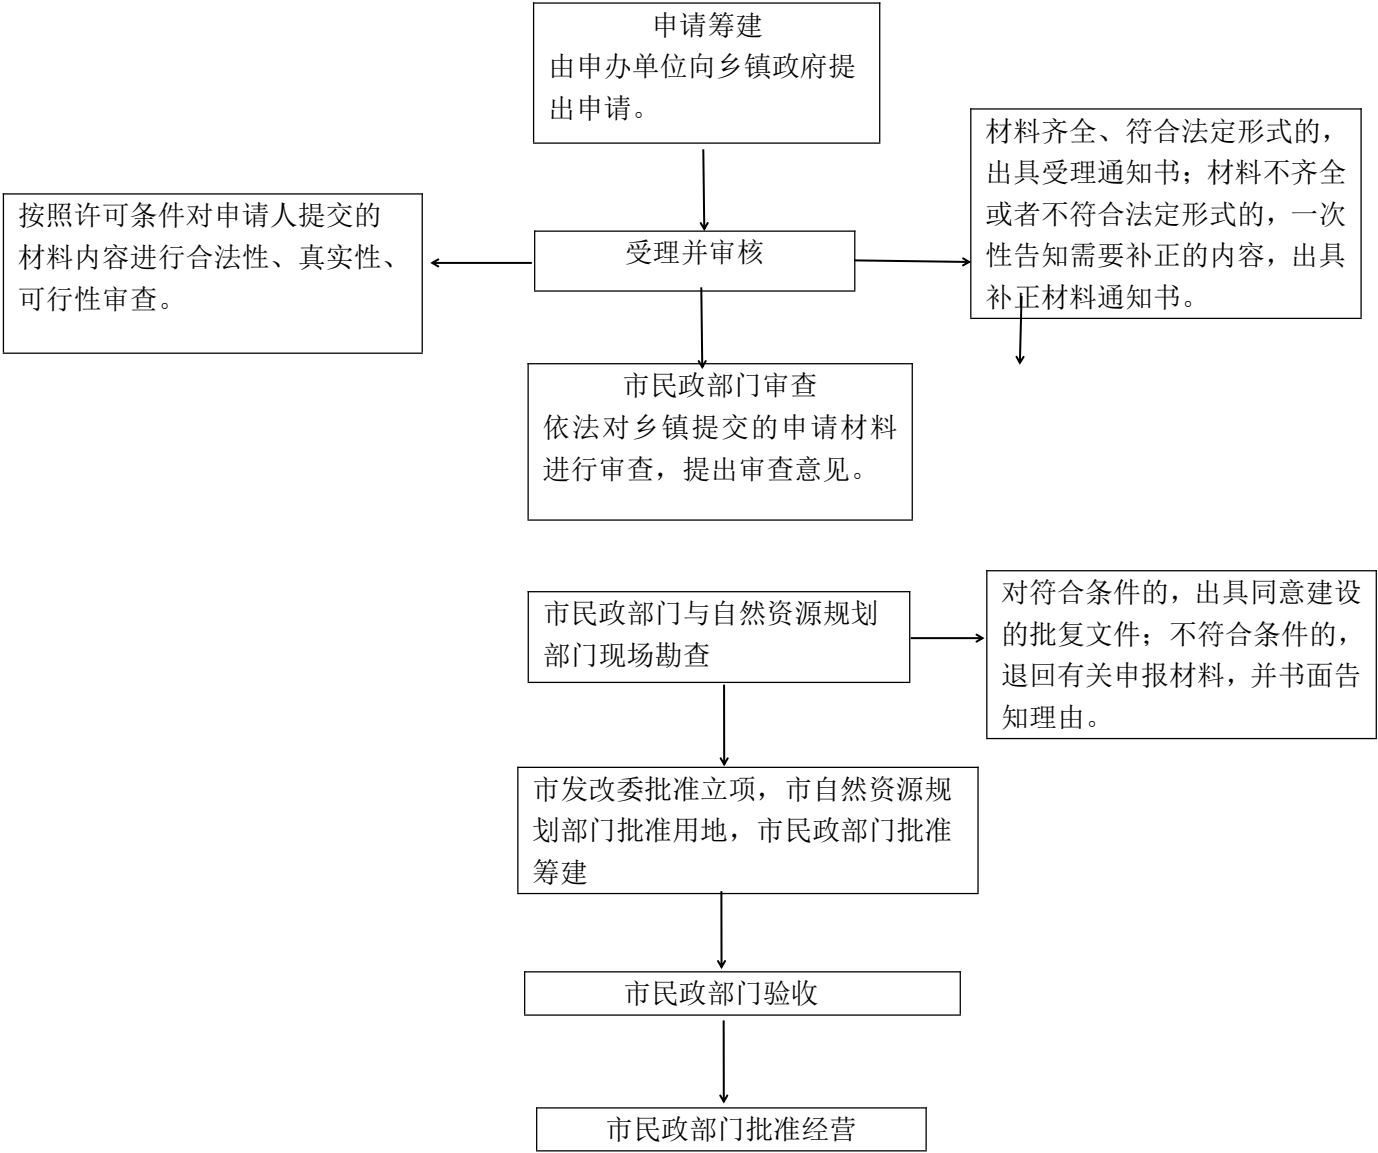 申请筹建
由申办单位向乡镇政府提
出申请。
材料齐全、符合法定形式的，
出具受理通知书；材料不齐全
或者不符合法定形式的，一次
性告知需要补正的内容，出具
补正材料通知书。
按照许可条件对申请人提交的
材料内容进行合法性、真实性、
可行性审查。
受理并审核
市民政部门审查
依法对乡镇提交的申请材料
进行审查，提出审查意见。
市民政部门与自然资源规划
部门现场勘查
对符合条件的，出具同意建设
的批复文件；不符合条件的，
退回有关申报材料，并书面告
知理由。
市发改委批准立项，市自然资源规
划部门批准用地，市民政部门批准
筹建
市民政部门验收
市民政部门批准经营